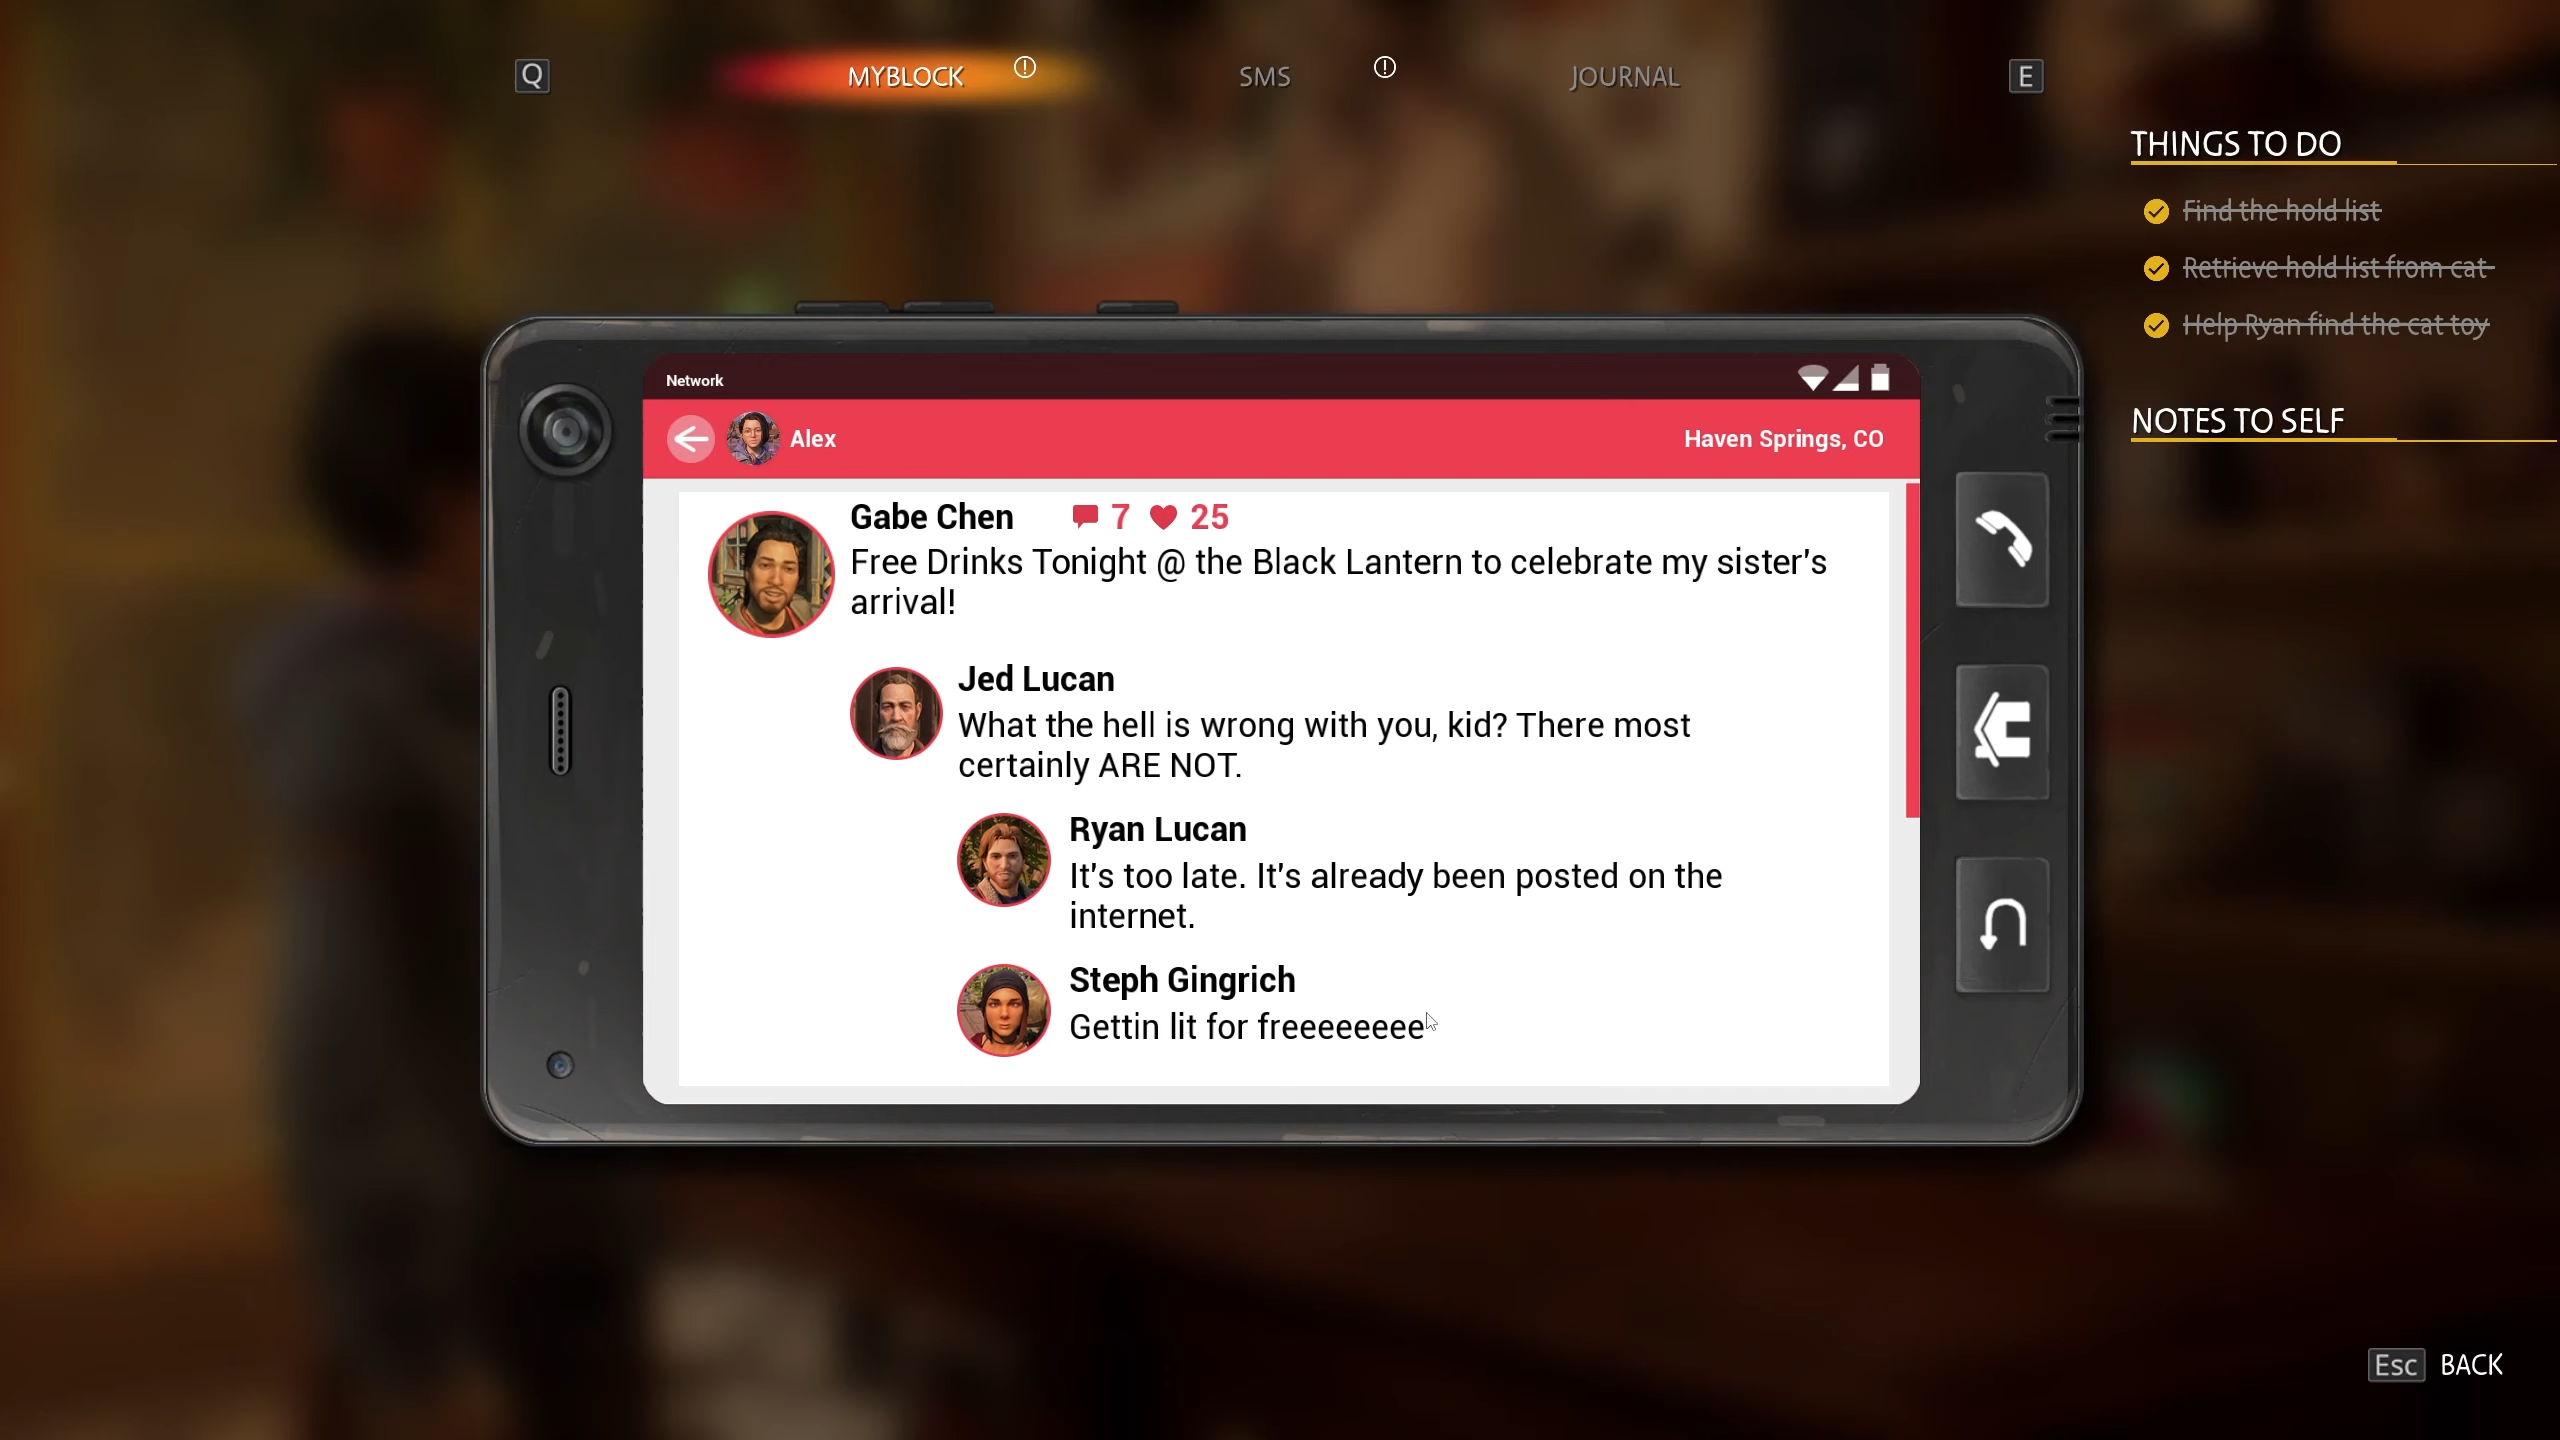 Q
MYBLOCK
SMS
JOURNAL
E
THINGS TO DO
Find the hold list
Retrieve hold list from cat
Help Ryan find the cat toy
NOTES TO SELF
Network
Alex
Haven Springs, CO
Gabe Chen 7 25
Free Drinks Tonight @ the Black Lantern to celebrate my sister's
arrival!
Jed Lucan
What the hell is wrong with you, kid? There most
certainly ARE NOT.
Ryan Lucan
It's too late. It's already been posted on the
internet.
Steph Gingrich
Gettin lit for freeeeeeee
Esc BACK